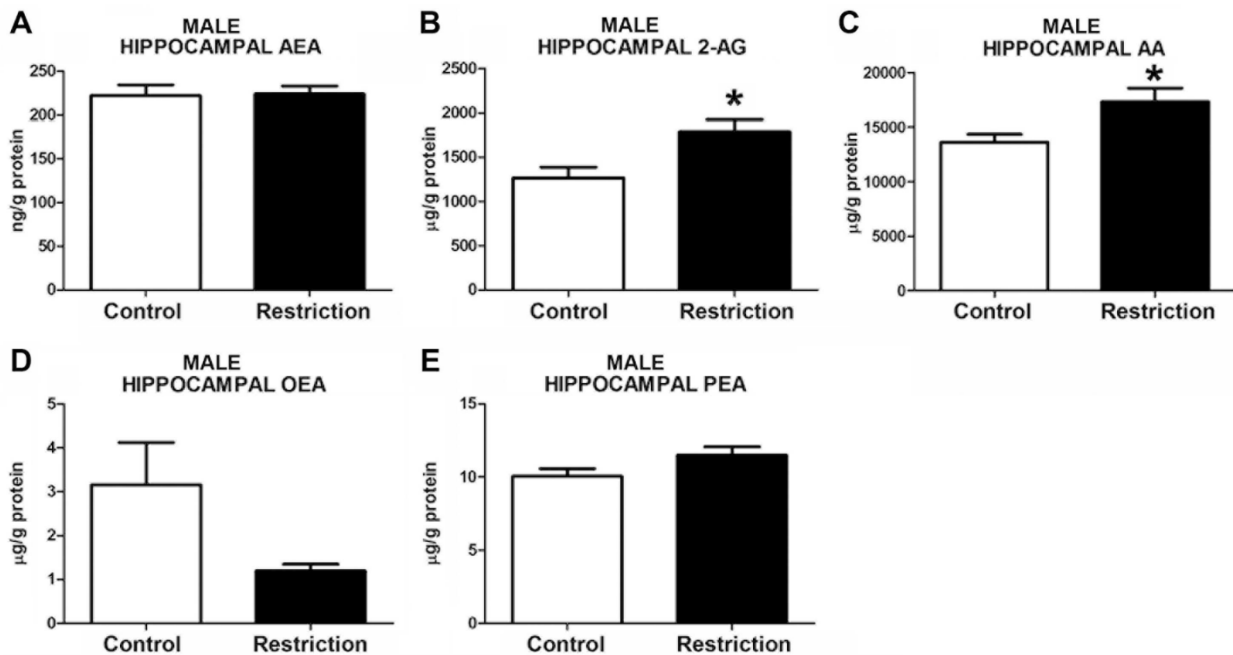 A
MALE
HIPPOCAMPAL AEA
ng/g protein
250
200
150
100
50
0
Control Restriction
B
MALE
HIPPOCAMPAL 2-AG
µg/g protein
2500
2000
1500
1000
500
0
*
Control Restriction
C
MALE
HIPPOCAMPAL AA
µg/g protein
20000
15000
10000
5000
0
*
Control Restriction
D
MALE
HIPPOCAMPAL OEA
µg/g protein
5
4
3
2
1
0
Control Restriction
E
MALE
HIPPOCAMPAL PEA
µg/g protein
15
10
5
0
Control Restriction